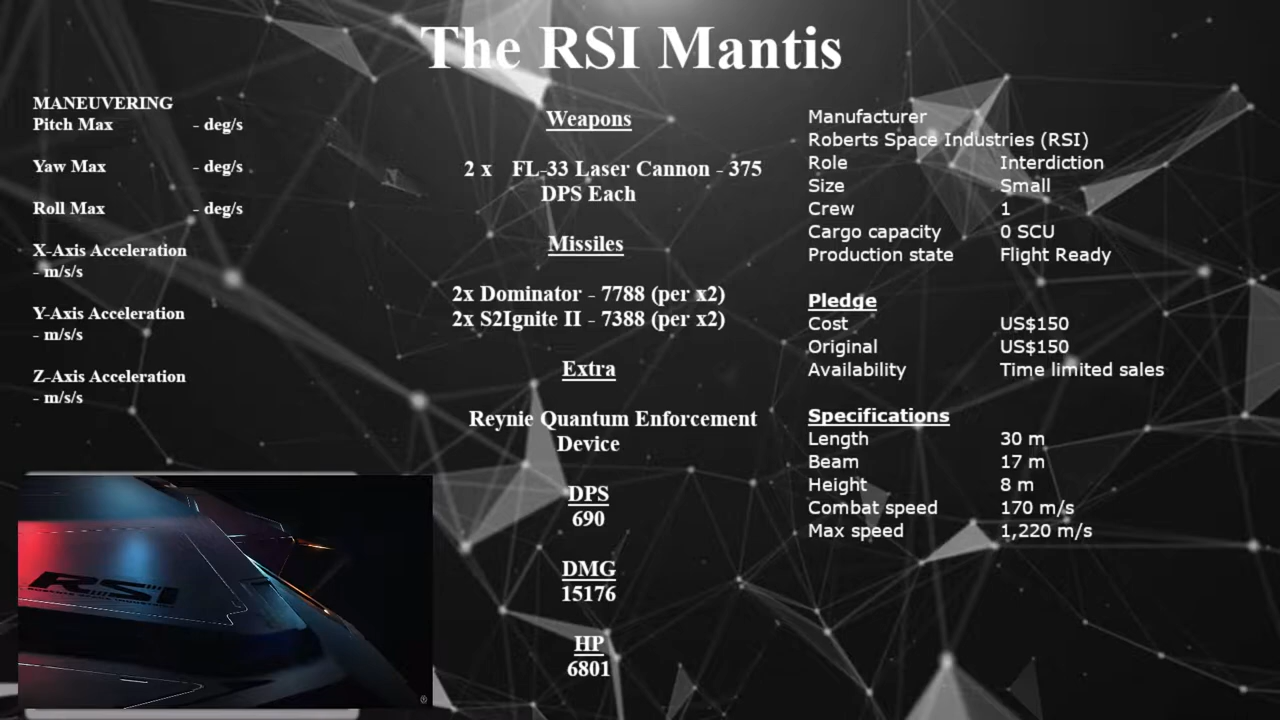 The RSI Mantis
MANEUVERING
Pitch Max - deg/s
Yaw Max - deg/s
Roll Max - deg/s
X-Axis Acceleration
- m/s/s
Y-Axis Acceleration
- m/s/s
Z-Axis Acceleration
- m/s/s
RSI
®
Weapons
2 x FL-33 Laser Cannon - 375
DPS Each
Missiles
2x Dominator - 7788 (per x2)
2x S2Ignite II - 7388 (per x2)
Extra
Reynie Quantum Enforcement
Device
DPS
690
DMG
15176
HP
6801
Manufacturer
Roberts Space Industries (RSI)
Role Interdiction
Size Small
Crew 1
Cargo capacity 0 SCU
Production state Flight Ready
Pledge
Cost US$150
Original US$150
Availability Time limited sales
Specifications
Length 30 m
Beam 17 m
Height 8 m
Combat speed 170 m/s
Max speed 1,220 m/s